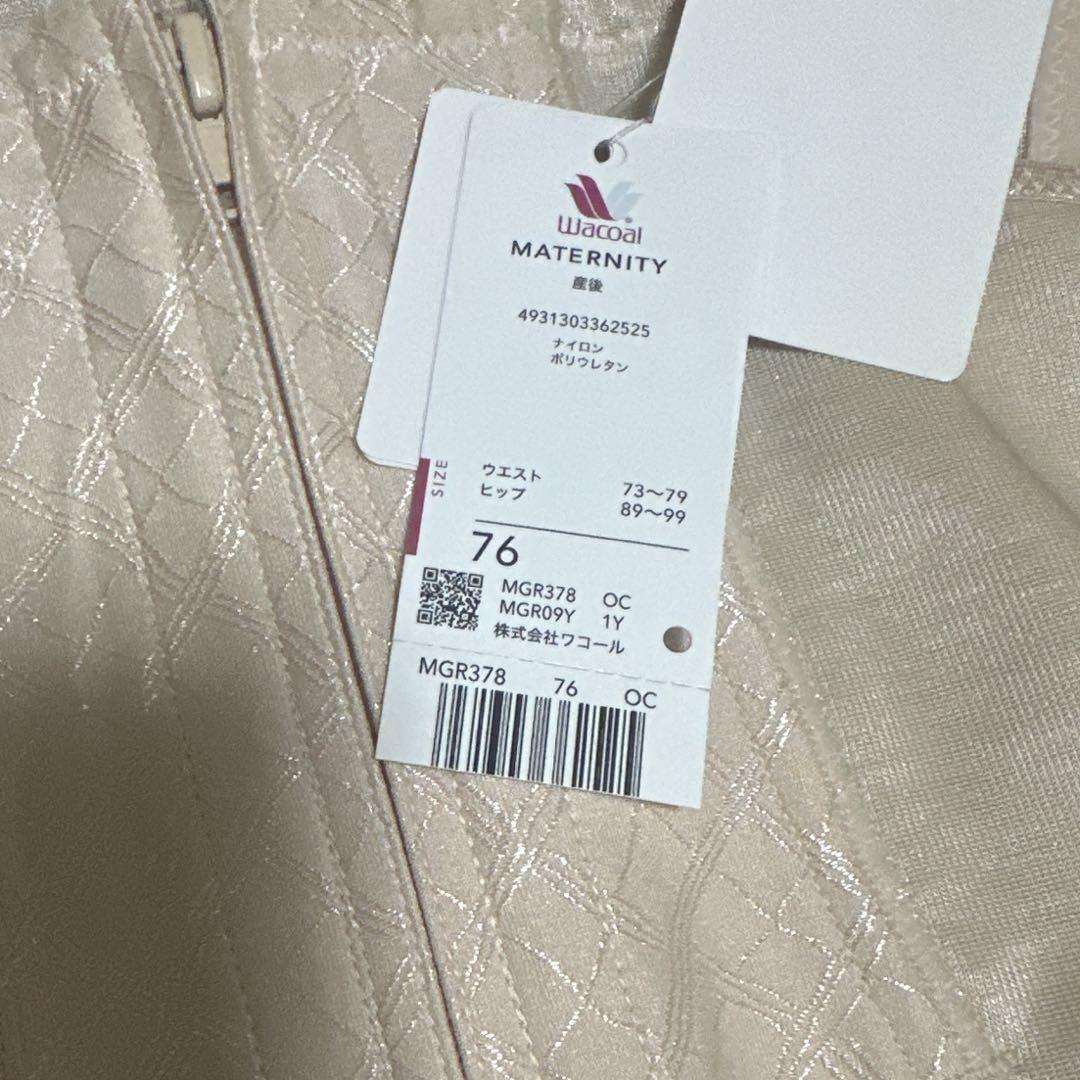 Wacoal
MATERNITY
産後
4931303362525
ナイロン
ポリウレタン
SIZE
ウエスト 73〜79
ヒップ 89〜99
76
MGR378 OC
MGR09Y 1Y
株式会社ワコール
MGR378 76 OC